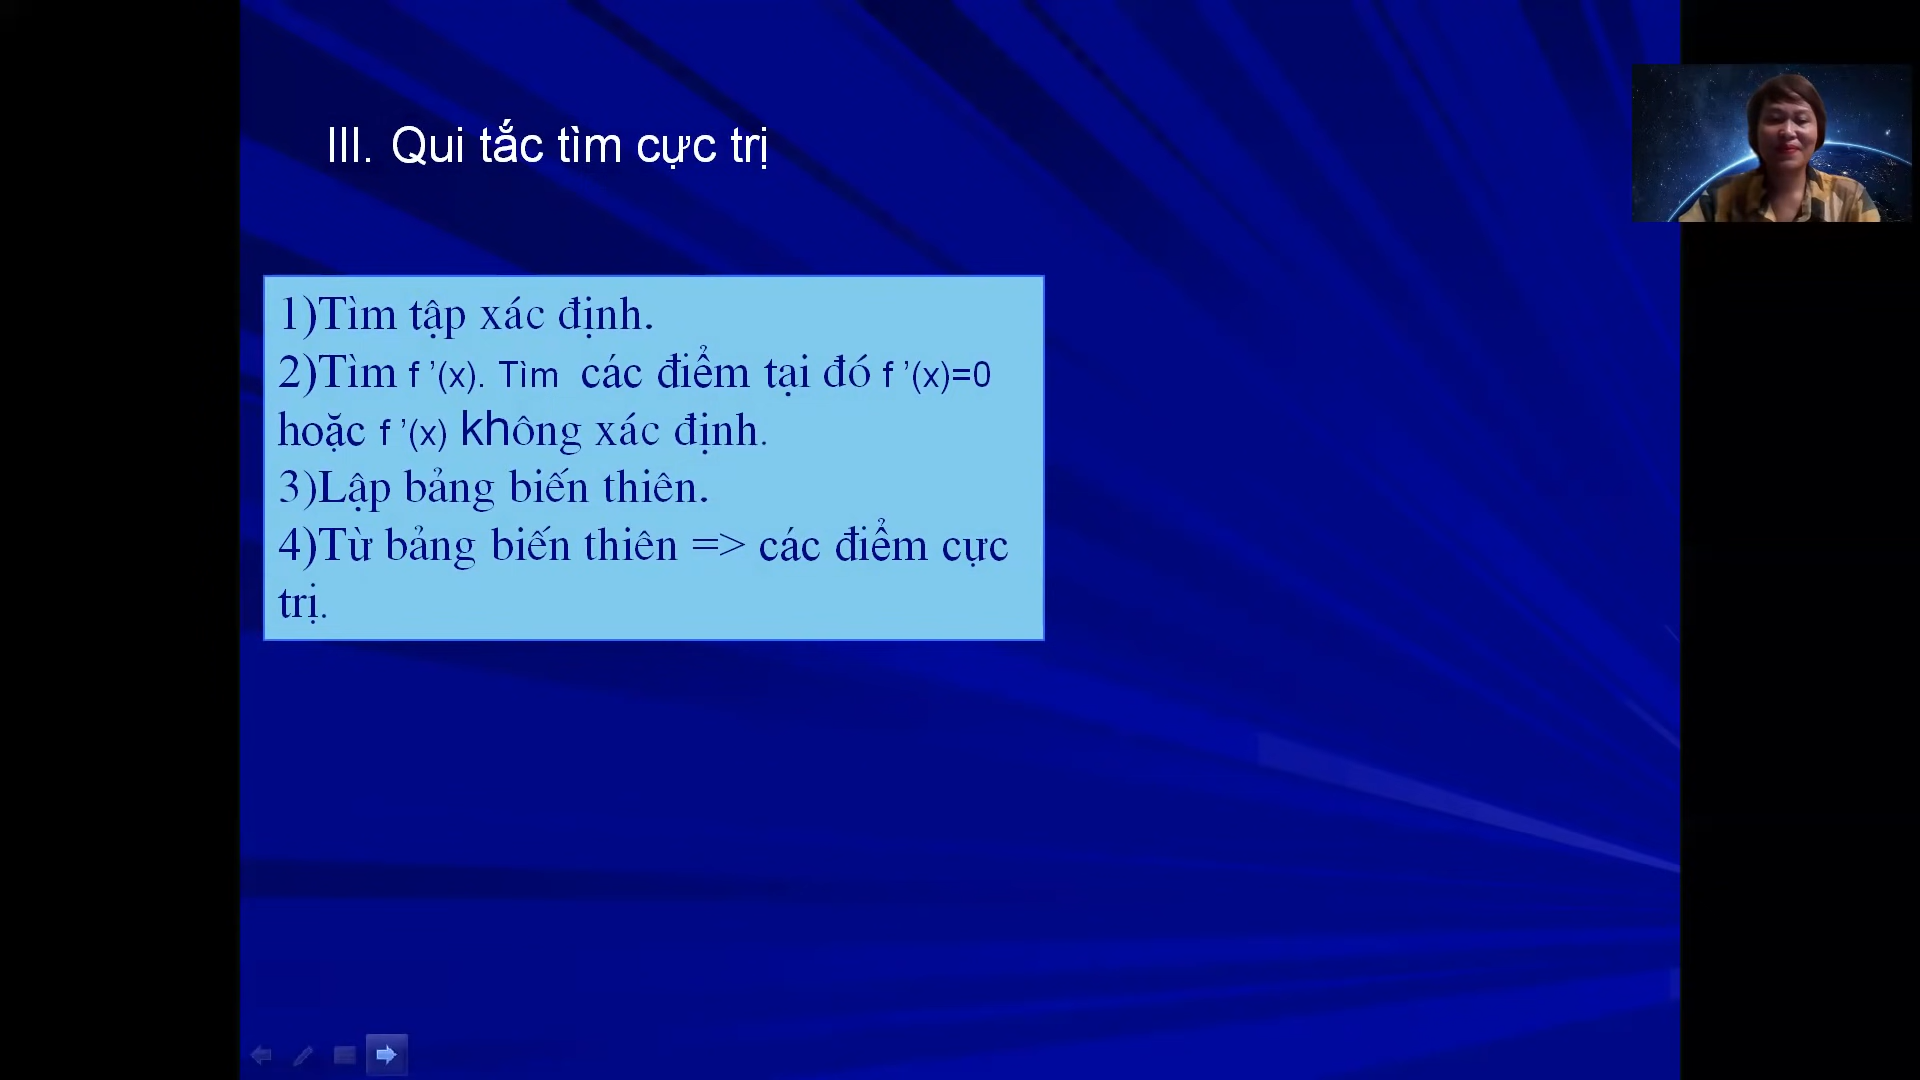 III. Qui tắc tìm cực trị
1)Tìm tập xác định.
2)Tìm f ’(x). Tìm các điểm tại đó f ’(x)=0
hoặc f ’(x) không xác định.
3)Lập bảng biến thiên.
4)Từ bảng biến thiên => các điểm cực
trị.